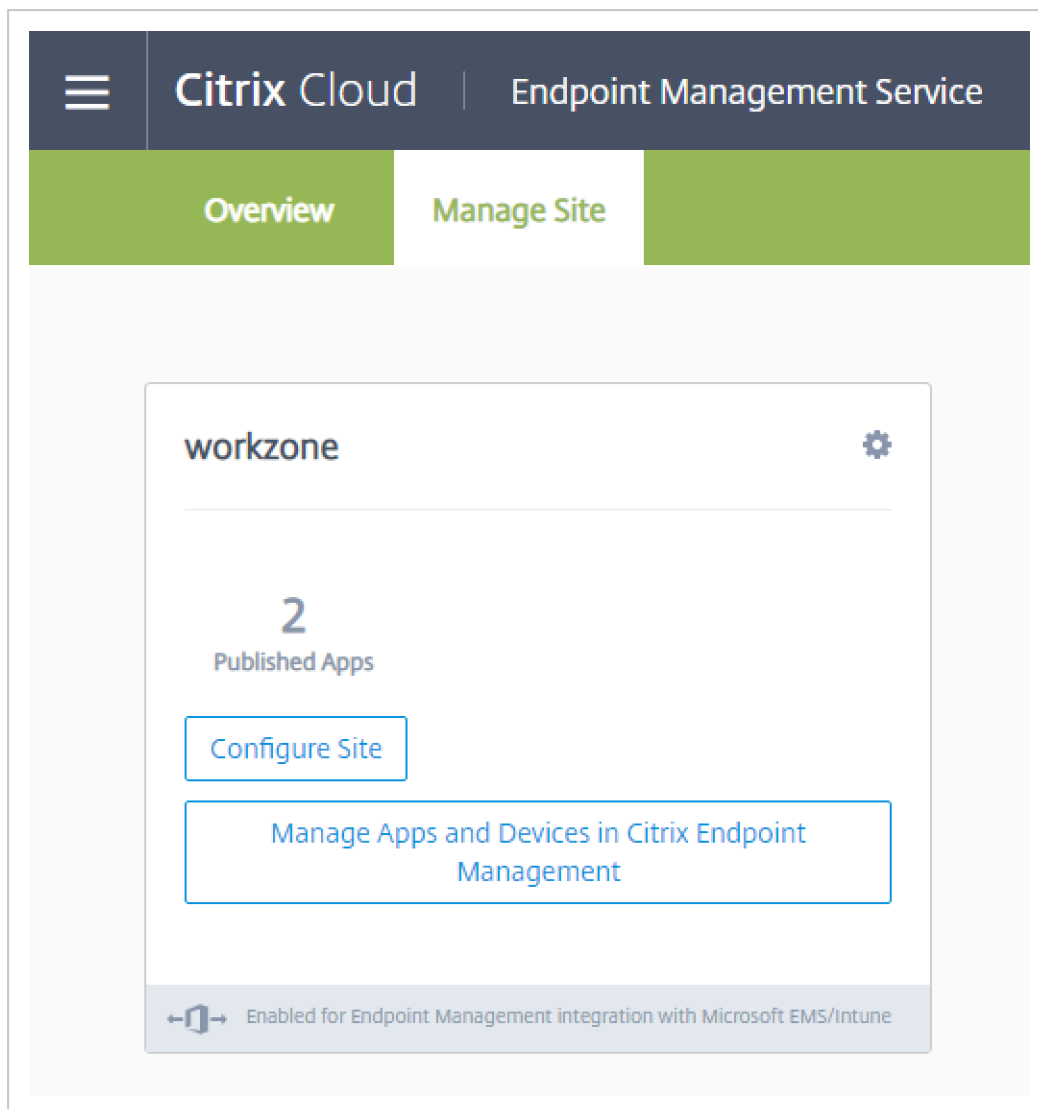 Citrix Cloud Endpoint Management Service
Overview Manage Site
workzone
2
Published Apps
Configure Site
Manage Apps and Devices in Citrix Endpoint
Management
Enabled for Endpoint Management integration with Microsoft EMS/Intune